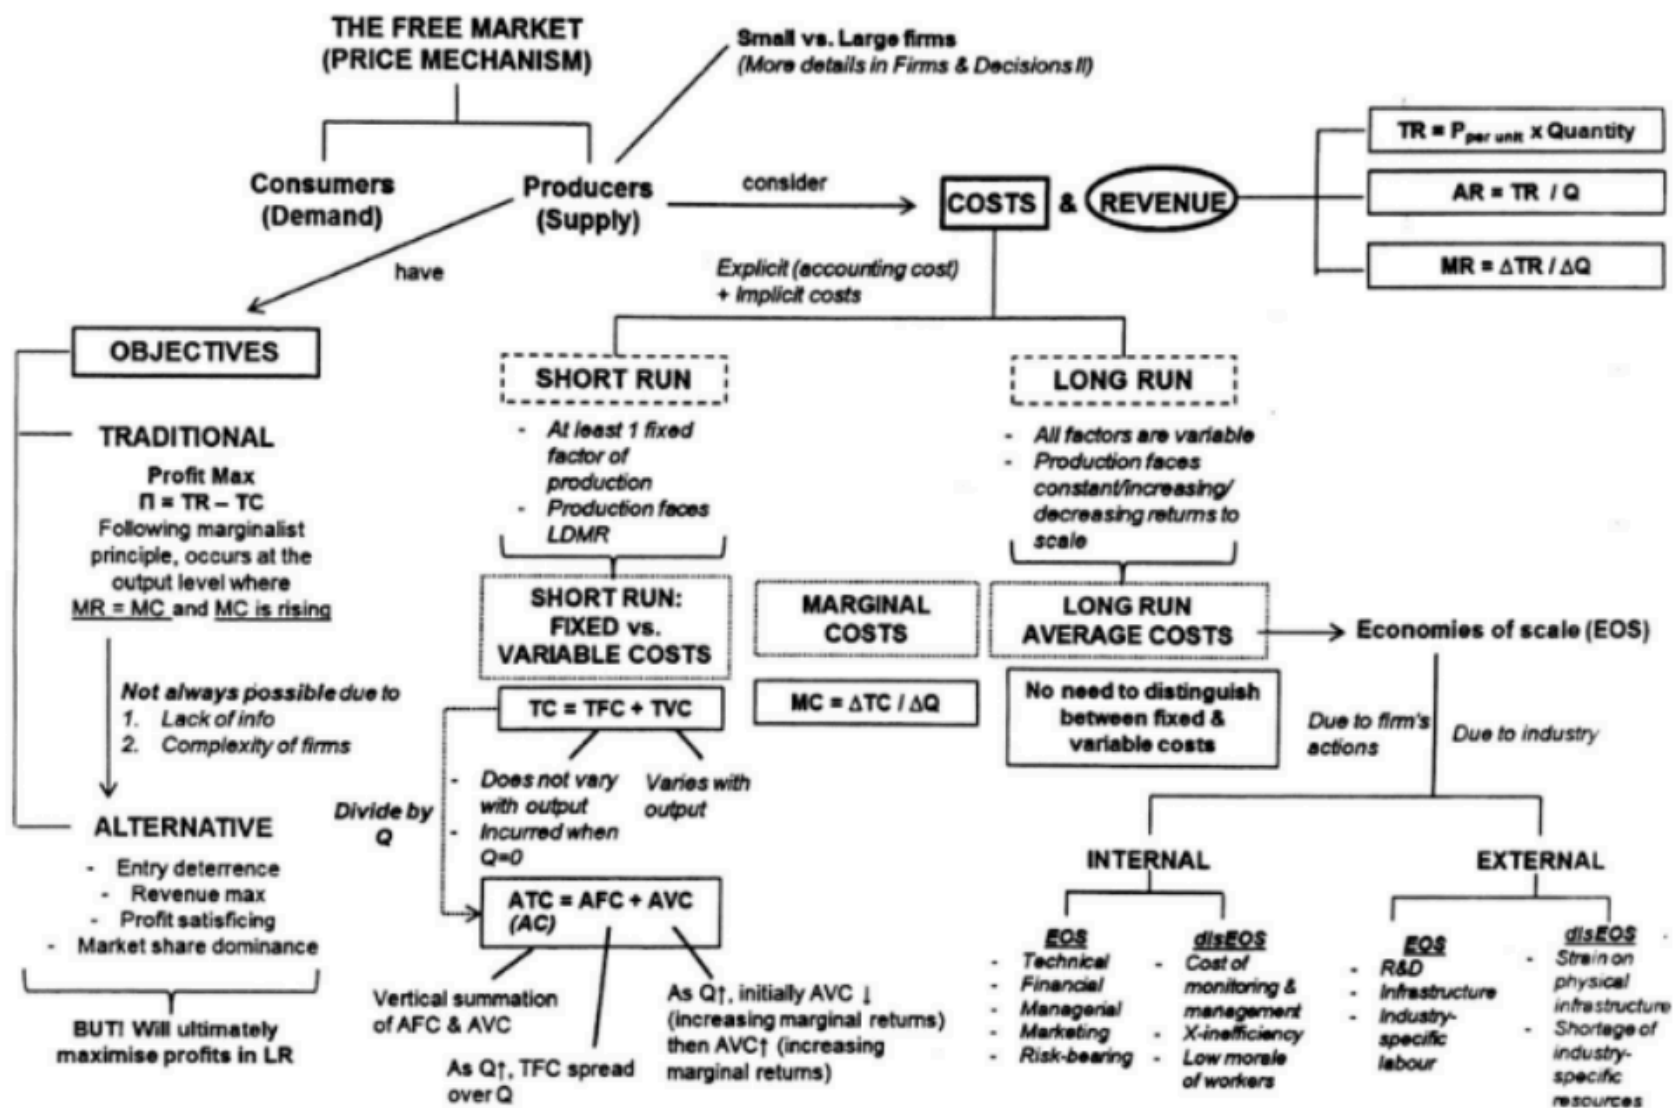 THE FREE MARKET
(PRICE MECHANISM)
Small vs. Large firms
(More details in Firms & Decisions II)
Consumers
(Demand)
Producers
(Supply)
consider
COSTS & REVENUE
TR = Pper unit x Quantity
AR = TR / Q
MR = ΔTR / ΔQ
have
Explicit (accounting cost)
+ Implicit costs
OBJECTIVES
TRADITIONAL
Profit Max
Π = TR – TC
Following marginalist
principle, occurs at the
output level where
MR = MC and MC is rising
Not always possible due to
1. Lack of info
2. Complexity of firms
ALTERNATIVE
- Entry deterrence
- Revenue max
- Profit satisficing
- Market share dominance
BUT! Will ultimately
maximise profits in LR
SHORT RUN
- At least 1 fixed
factor of
production
- Production faces
LDMR
SHORT RUN:
FIXED vs.
VARIABLE COSTS
TC = TFC + TVC
- Does not vary
with output
- Incurred when
Q=0
Varies with
output
Divide by
Q
ATC = AFC + AVC
(AC)
Vertical summation
of AFC & AVC
As Q↑, TFC spread
over Q
As Q↑, initially AVC ↓
(increasing marginal returns)
then AVC↑ (increasing
marginal returns)
MARGINAL
COSTS
MC = ΔTC / ΔQ
LONG RUN
- All factors are variable
- Production faces
constant/increasing/
decreasing returns to
scale
LONG RUN
AVERAGE COSTS
No need to distinguish
between fixed &
variable costs
Economies of scale (EOS)
Due to firm's
actions
Due to industry
INTERNAL
EOS
- Technical
- Financial
- Managerial
- Marketing
- Risk-bearing
disEOS
- Cost of
monitoring &
management
- X-inefficiency
- Low morale
of workers
EXTERNAL
EOS
- R&D
- Infrastructure
- Industry-
specific
labour
disEOS
- Strain on
physical
infrastructure
- Shortage of
industry-
specific
resources